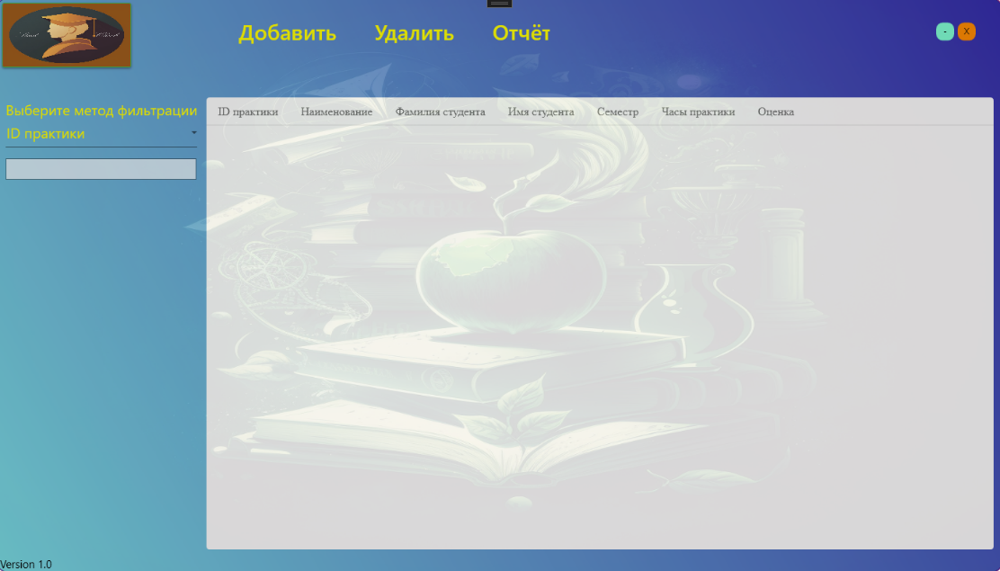 Добавить Удалить Отчёт
- X
Выберите метод фильтрации
ID практики
ID практики Наименование Фамилия студента Имя студента Семестр Часы практики Оценка
Version 1.0